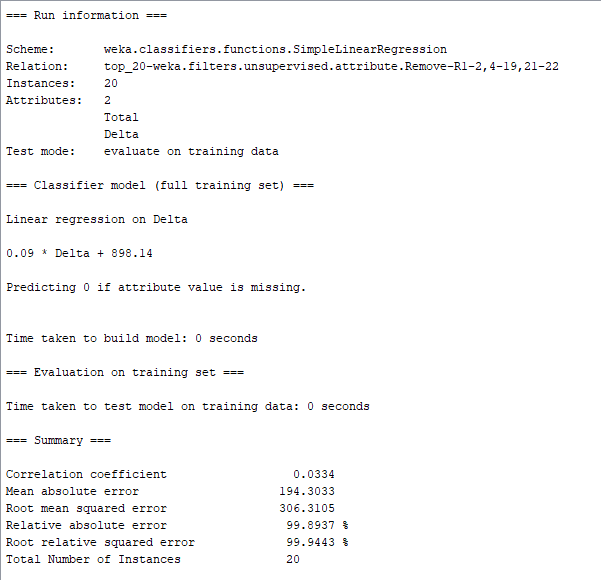 === Run information ===
Scheme: weka.classifiers.functions.SimpleLinearRegression
Relation: top_20-weka.filters.unsupervised.attribute.Remove-R1-2,4-19,21-22
Instances: 20
Attributes: 2
Total
Delta
Test mode: evaluate on training data
=== Classifier model (full training set) ===
Linear regression on Delta
0.09 * Delta + 898.14
Predicting 0 if attribute value is missing.
Time taken to build model: 0 seconds
=== Evaluation on training set ===
Time taken to test model on training data: 0 seconds
=== Summary ===
Correlation coefficient 0.0334
Mean absolute error 194.3033
Root mean squared error 306.3105
Relative absolute error 99.8937 %
Root relative squared error 99.9443 %
Total Number of Instances 20